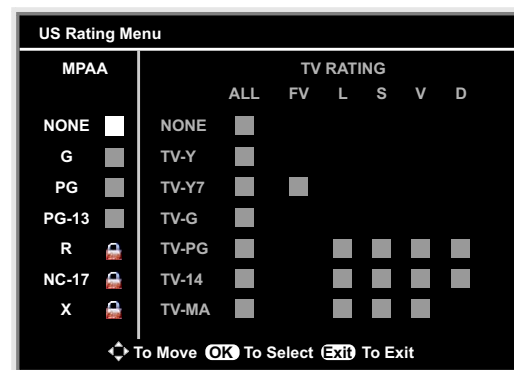 US Rating Menu
MPAA TV RATING
ALL FV L S V D
NONE NONE
G TV-Y
PG TV-Y7
PG-13 TV-G
R TV-PG
NC-17 TV-14
X TV-MA
To Move OK To Select Exit To Exit